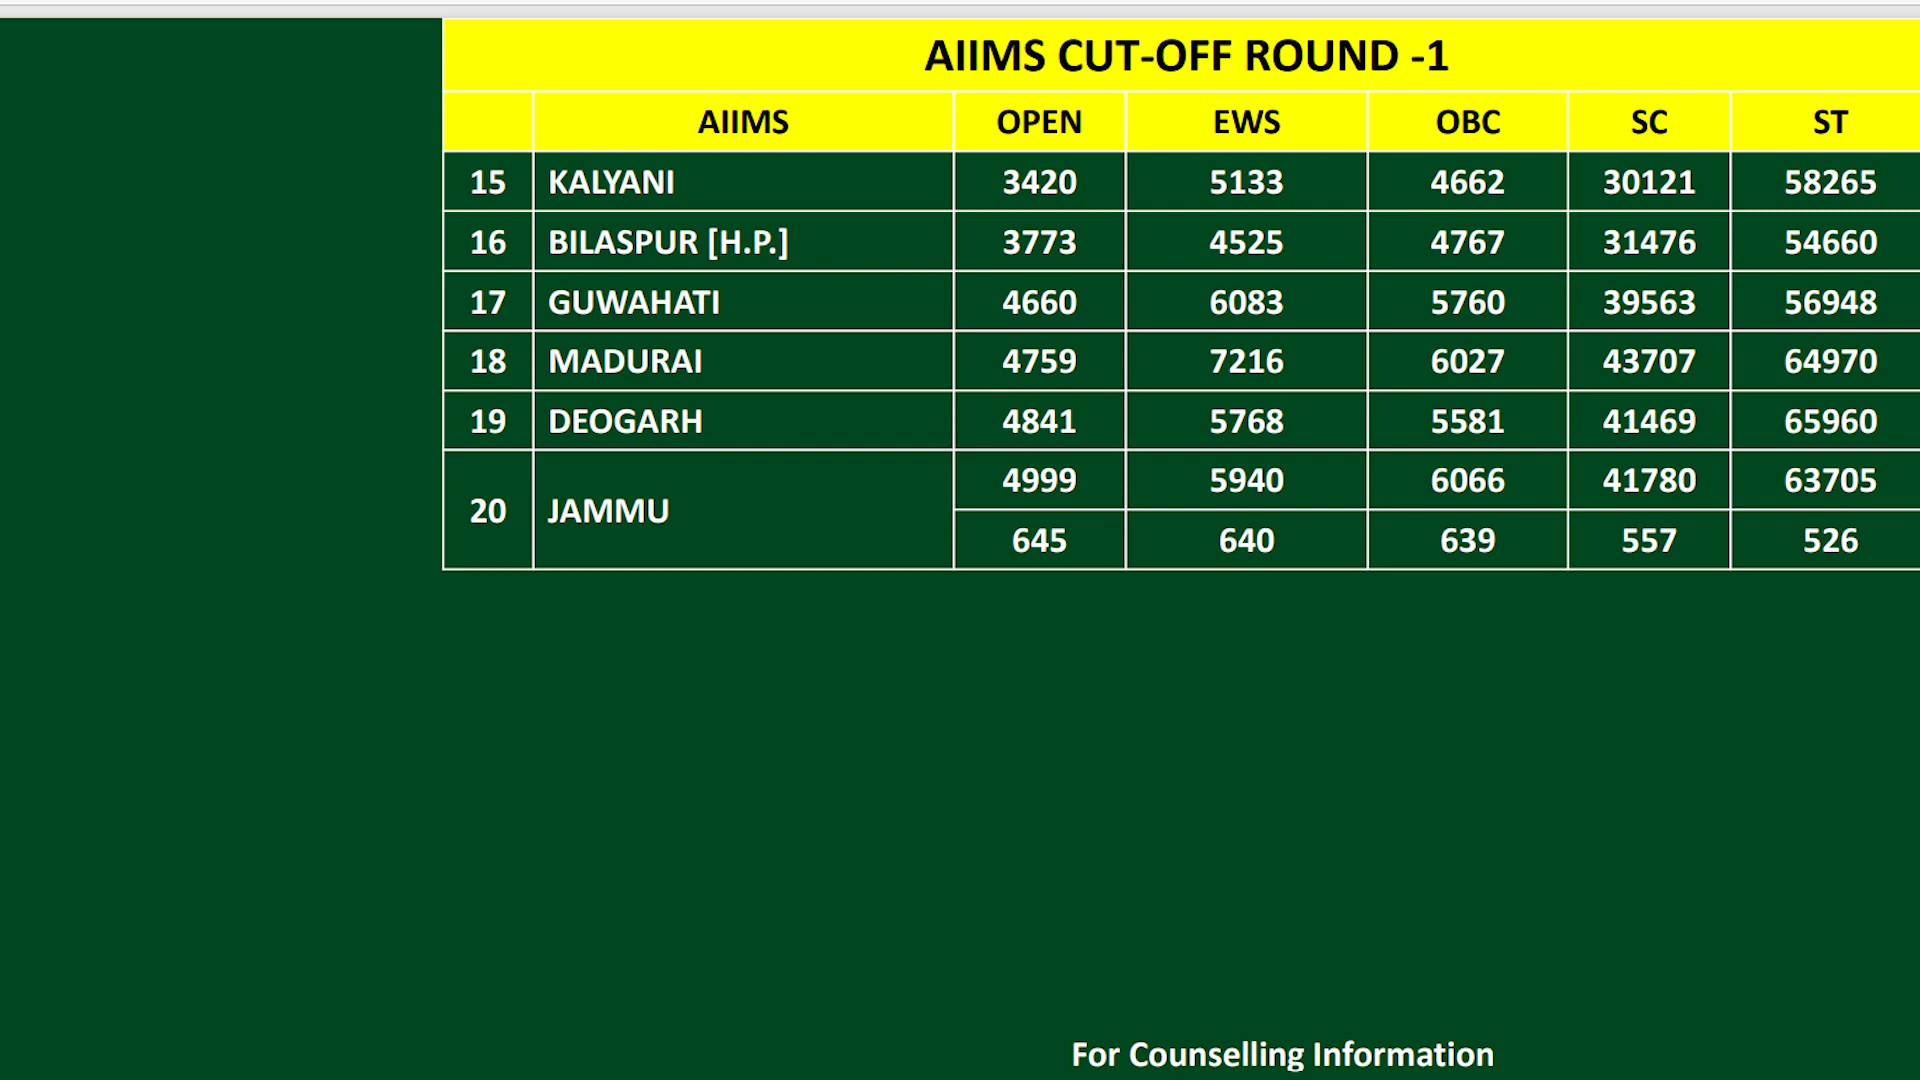 AIIMS CUT-OFF ROUND -1
AIIMS OPEN EWS OBC SC ST
15 KALYANI 3420 5133 4662 30121 58265
16 BILASPUR [H.P.] 3773 4525 4767 31476 54660
17 GUWAHATI 4660 6083 5760 39563 56948
18 MADURAI 4759 7216 6027 43707 64970
19 DEOGARH 4841 5768 5581 41469 65960
20 JAMMU 4999 5940 6066 41780 63705
645 640 639 557 526
For Counselling Information